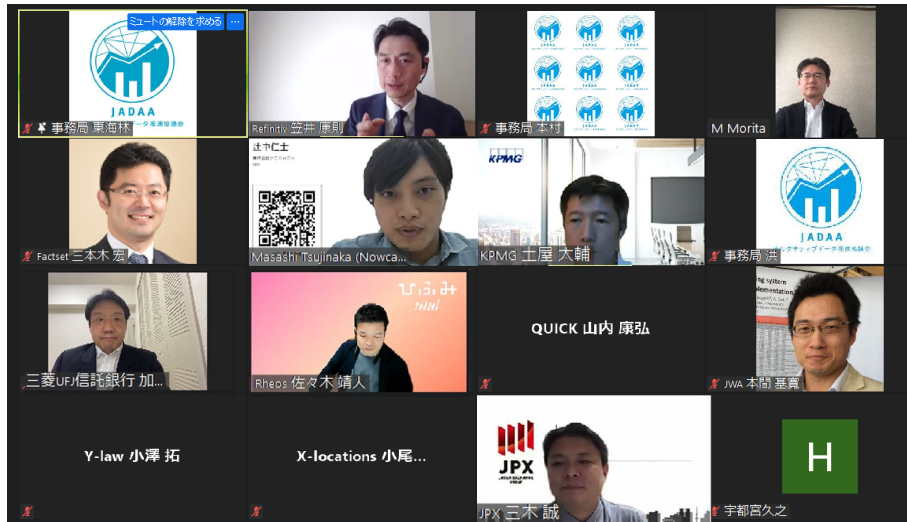 ミュートの解除を求める
...
JADAA
事務局 東海林
Refinitiv 笠井 康則
事務局 本村
M Morita
Factset 三本木 宏
辻中仁士
Masashi Tsujinaka (Nowca...
KPMG
KPMG 土屋 大輔
JADAA
事務局 洪
三菱UFJ信託銀行 加...
ひふみ
Rheos 佐々木 靖人
QUICK 山内 康弘
JWA 本間 基寛
Y-law 小澤 拓
X-locations 小尾...
JPX
JAPAN EXCHANGE
GROUP
JPX 三木 誠
H
宇都宮久之